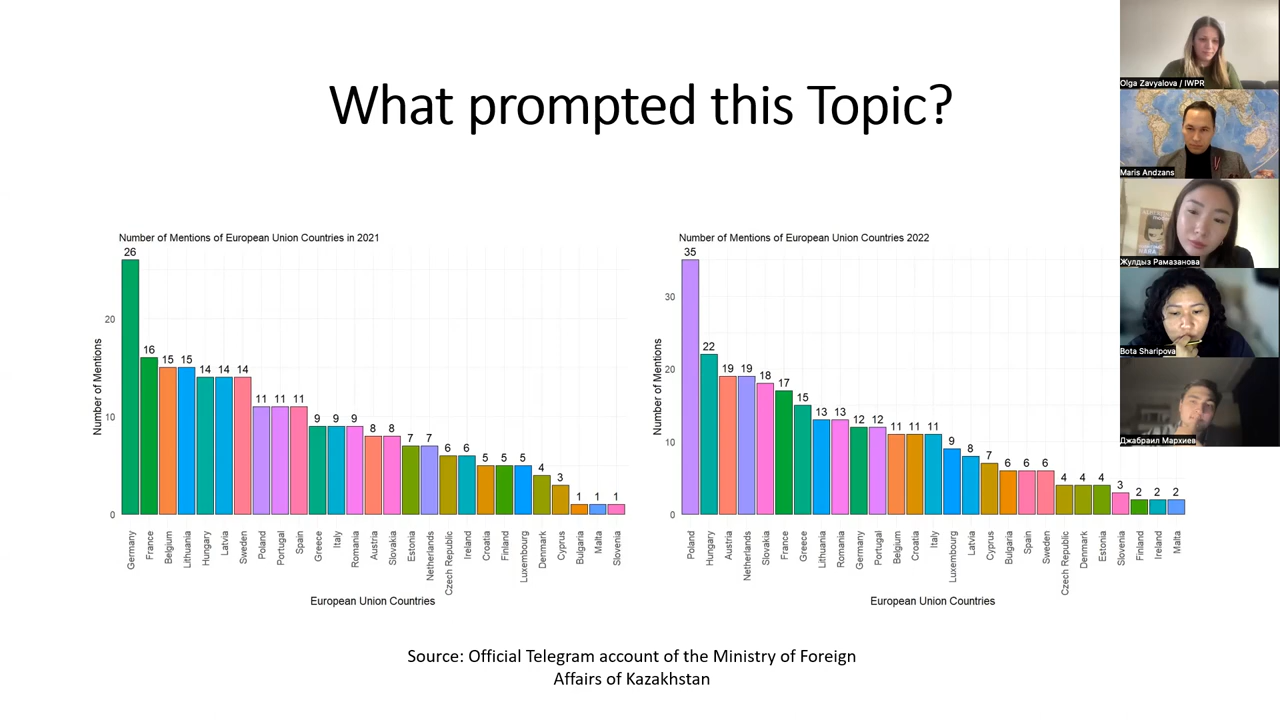 What prompted this Topic?
Number of Mentions of European Union Countries in 2021
26
16
15
15
14
14
14
11
11
11
9
9
9
8
8
7
7
6
6
5
5
5
4
3
1
1
1
20
10
0
Number of Mentions
Germany
France
Belgium
Lithuania
Hungary
Latvia
Sweden
Poland
Portugal
Spain
Greece
Italy
Romania
Austria
Slovakia
Estonia
Netherlands
Czech Republic
Ireland
Croatia
Finland
Luxembourg
Denmark
Cyprus
Bulgaria
Malta
Slovenia
European Union Countries
Number of Mentions of European Union Countries 2022
35
22
19
19
18
17
15
13
13
12
12
11
11
11
9
8
7
6
6
6
4
4
4
3
2
2
2
30
20
10
0
Number of Mentions
Poland
Hungary
Austria
Netherlands
Slovakia
France
Greece
Lithuania
Romania
Germany
Portugal
Belgium
Croatia
Italy
Luxembourg
Latvia
Cyprus
Bulgaria
Spain
Sweden
Czech Republic
Denmark
Estonia
Slovenia
Finland
Ireland
Malta
European Union Countries
Source: Official Telegram account of the Ministry of Foreign
Affairs of Kazakhstan
Olga Zavyalova / IWPR
Maris Andzans
Жулдыз Рамазанова
Bota Sharipova
Джабраил Мархиев